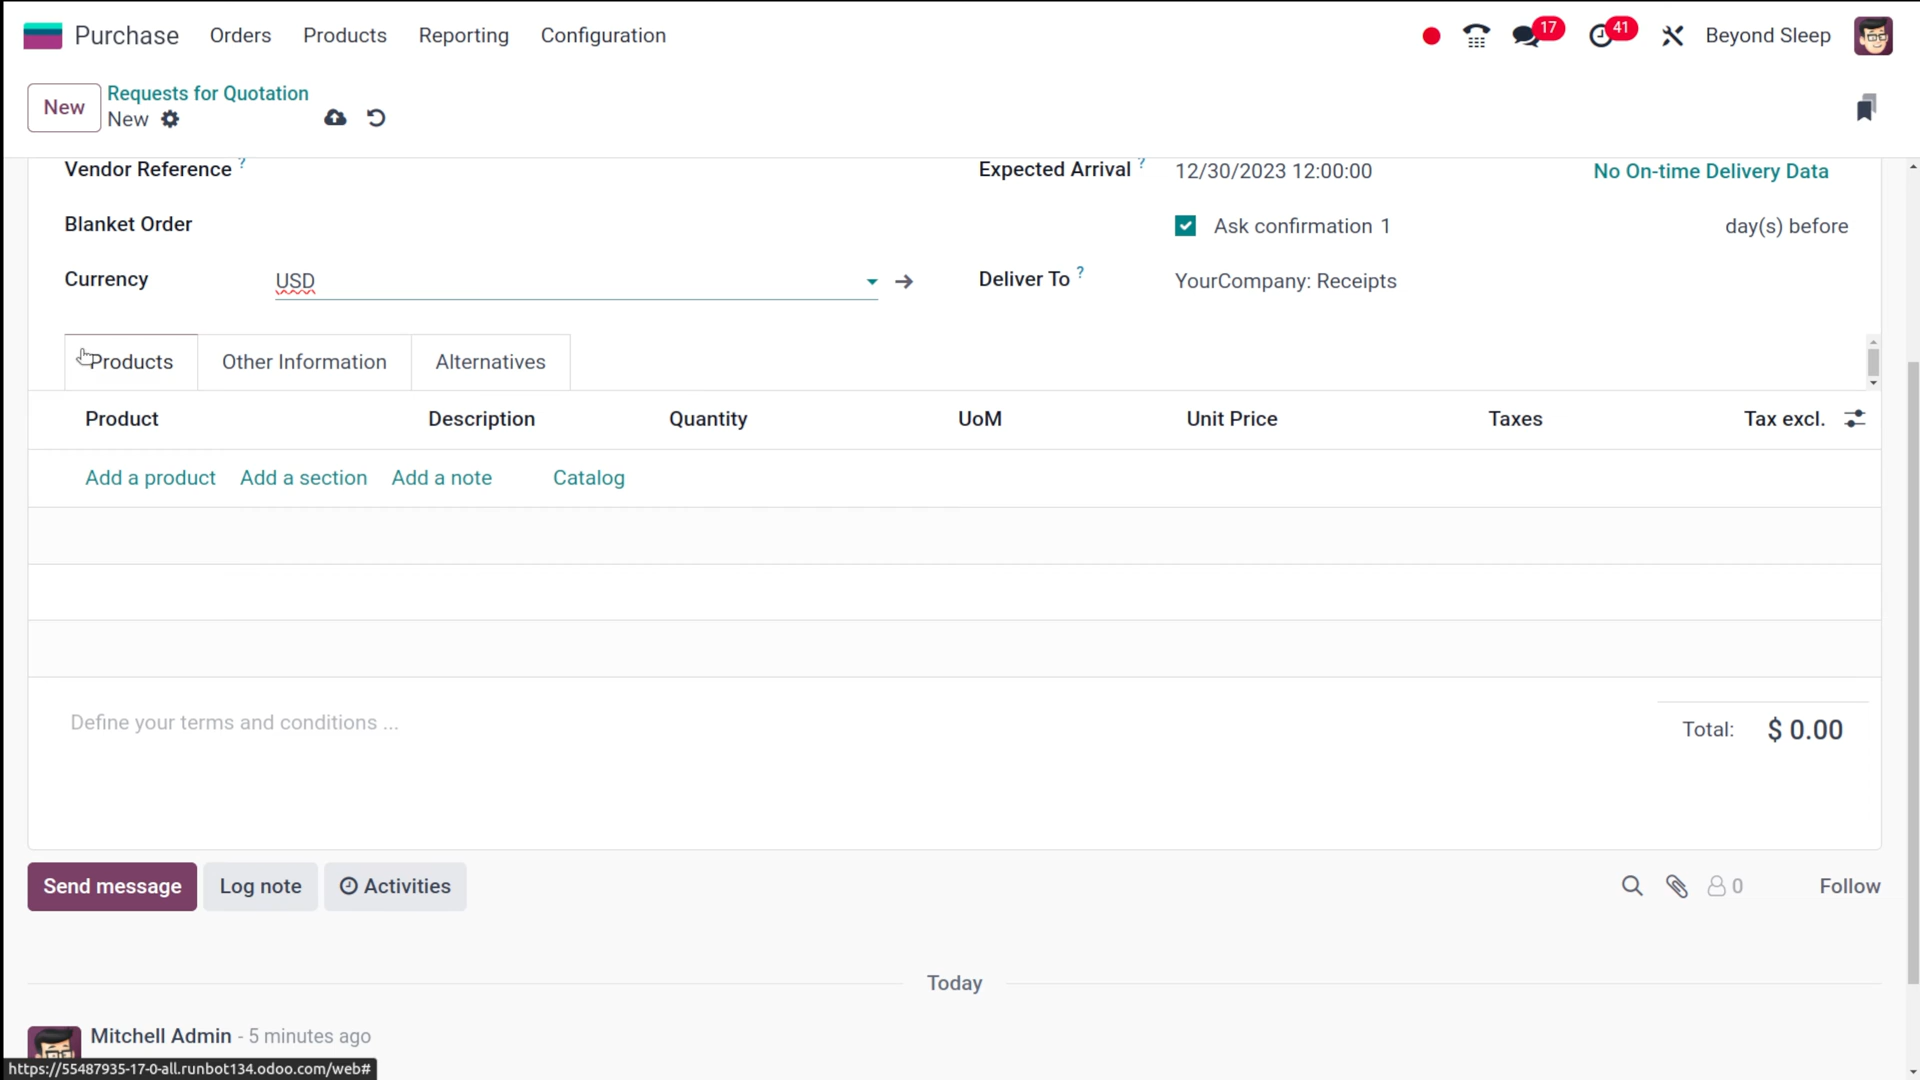 Purchase Orders Products Reporting Configuration 17 41 Beyond Sleep
New Requests for Quotation
New
Vendor Reference ? Expected Arrival ? 12/30/2023 12:00:00 No On-time Delivery Data
Blanket Order Ask confirmation 1 day(s) before
Currency USD Deliver To ? YourCompany: Receipts
Products Other Information Alternatives
Product Description Quantity UoM Unit Price Taxes Tax excl.
Add a product Add a section Add a note Catalog
Define your terms and conditions ... Total: $ 0.00
Send message Log note Activities 0 Follow
Today
Mitchell Admin - 5 minutes ago
https://55487935-17-0-all.runbot134.odoo.com/web#